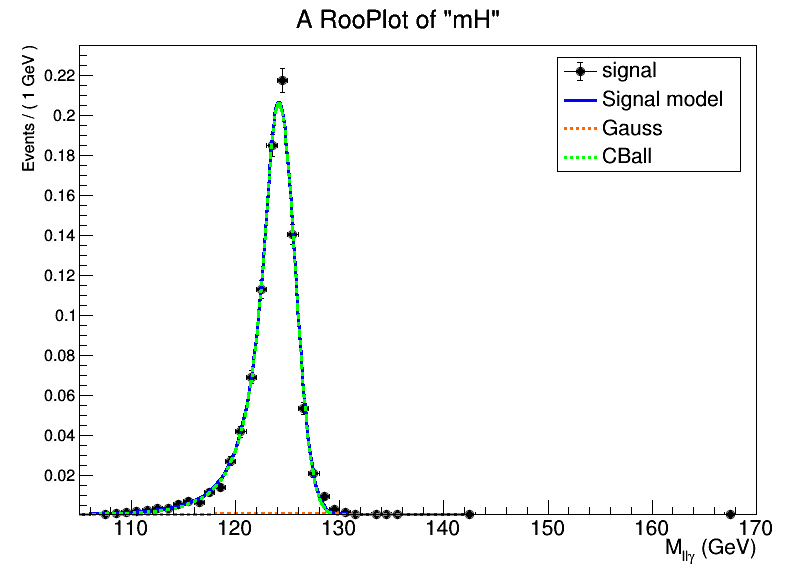 A RooPlot of "mH"
Events / ( 1 GeV )
0.22
0.2
0.18
0.16
0.14
0.12
0.1
0.08
0.06
0.04
0.02
signal
Signal model
Gauss
CBall
110 120 130 140 150 160 170
M_llγ (GeV)